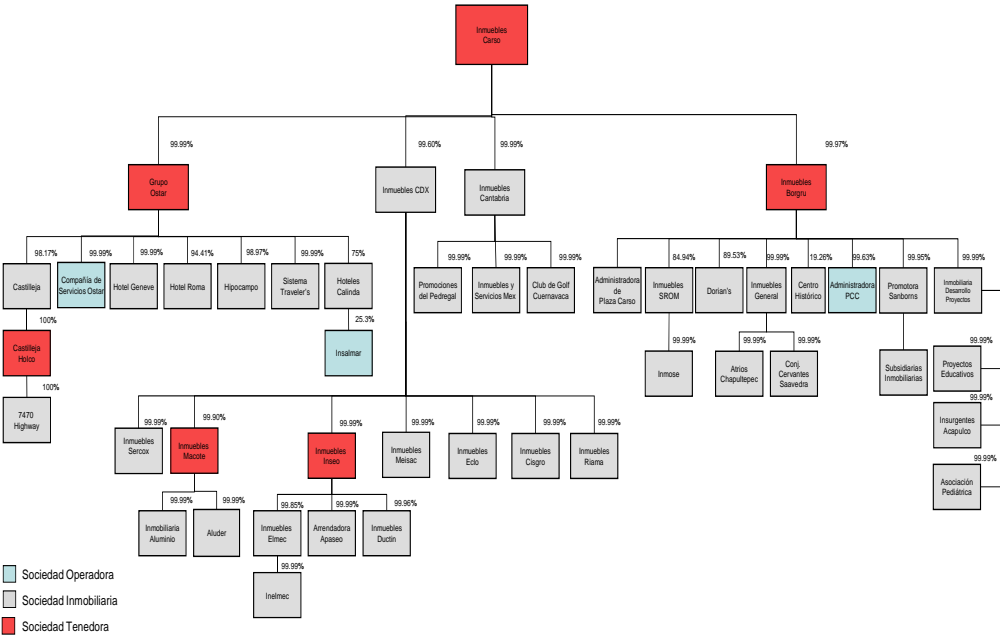 Inmuebles
Carso
99.99%
99.60%
99.99%
99.97%
Grupo
Ostar
Inmuebles CDX
Inmuebles
Cantabria
Inmuebles
Borgru
98.17%
99.99%
99.99%
94.41%
98.97%
99.99%
75%
99.99%
99.99%
99.99%
84.94%
89.53%
99.99%
19.26%
99.63%
99.95%
99.99%
Castilleja
Compañía de
Servicios Ostar
Hotel Geneve
Hotel Roma
Hipocampo
Sistema
Traveler's
Hoteles
Calinda
Promociones
del Pedregal
Inmuebles y
Servicios Mex
Club de Golf
Cuernavaca
Administradora
de
Plaza Carso
Inmuebles
SROM
Dorian's
Inmuebles
General
Centro
Histórico
Administradora
PCC
Promotora
Sanborns
Inmobiliaria
Desarrollo
Proyectos
100%
25.3%
99.99%
99.99%
99.99%
99.99%
Castilleja
Holco
Insalmar
Inmose
Atrios
Chapultepec
Conj.
Cervantes
Saavedra
Subsidiarias
Inmobiliarias
Proyectos
Educativos
100%
99.99%
7470
Highway
Insurgentes
Acapulco
99.99%
99.90%
99.99%
99.99%
99.99%
99.99%
99.99%
99.99%
Inmuebles
Sercox
Inmuebles
Macote
Inmuebles
Inseo
Inmuebles
Meisac
Inmuebles
Eclo
Inmuebles
Cisgro
Inmuebles
Riama
Asociación
Pediátrica
99.99%
99.99%
99.85%
99.99%
99.96%
Inmobiliaria
Aluminio
Aluder
Inmuebles
Elmec
Arrendadora
Apaseo
Inmuebles
Ductin
99.99%
Inelmec
Sociedad Operadora
Sociedad Inmobiliaria
Sociedad Tenedora